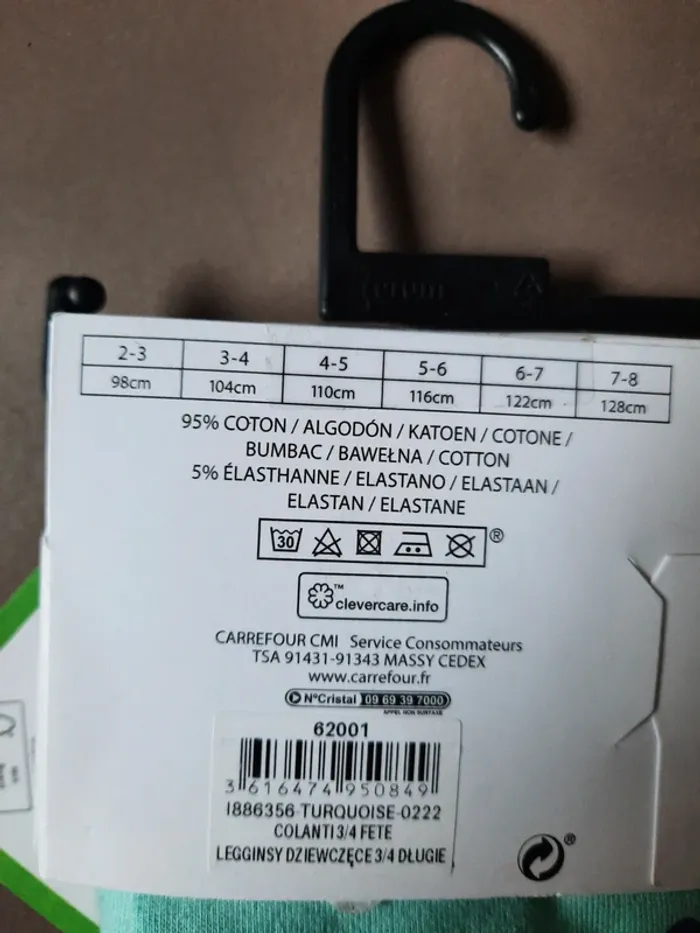 2-3 3-4 4-5 5-6 6-7 7-8
98cm 104cm 110cm 116cm 122cm 128cm
95% COTON / ALGODÓN / KATOEN / COTONE /
BUMBAC / BAWEŁNA / COTTON
5% ÉLASTHANNE / ELASTANO / ELASTAAN /
ELASTAN / ELASTANE
30 ®
™ clevercare.info
CARREFOUR CMI Service Consommateurs
TSA 91431-91343 MASSY CEDEX
www.carrefour.fr
N°Cristal 09 69 39 7000
APPEL NON SURTAXÉ
62001
3 616474 950849
I886356-TURQUOISE-0222
COLANTI 3/4 FETE
LEGGINSY DZIEWCZĘCE 3/4 DŁUGIE
®